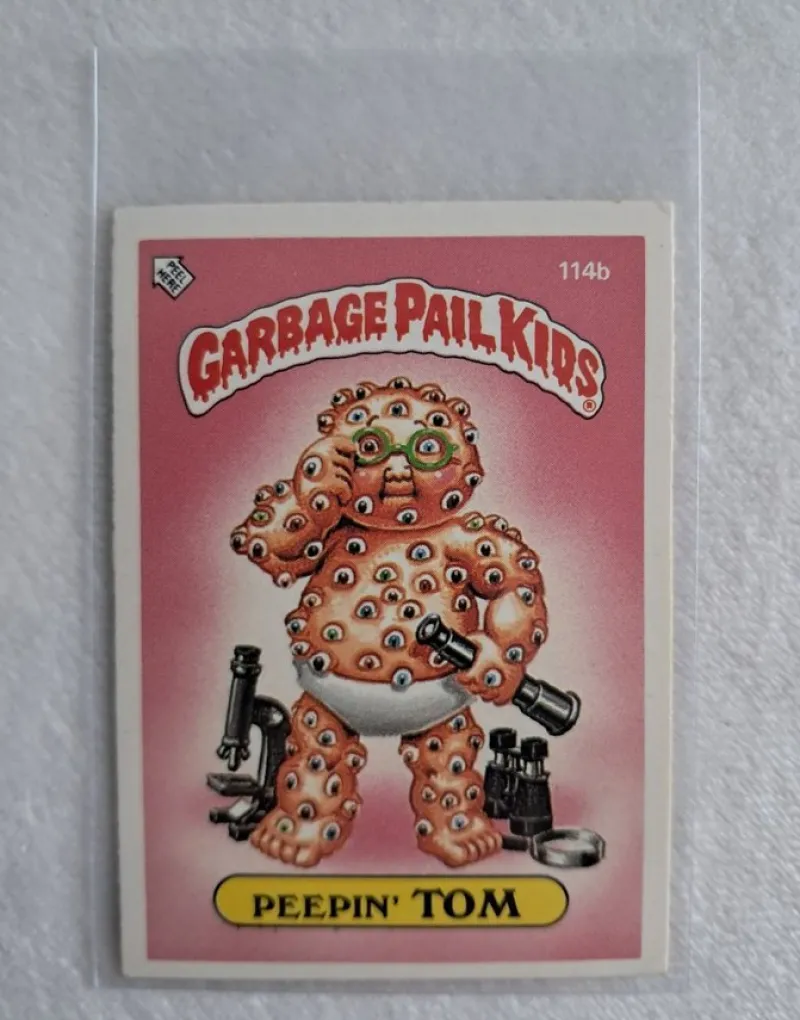 PEEL
HERE
114b
GARBAGE PAIL KIDS
®
PEEPIN' TOM